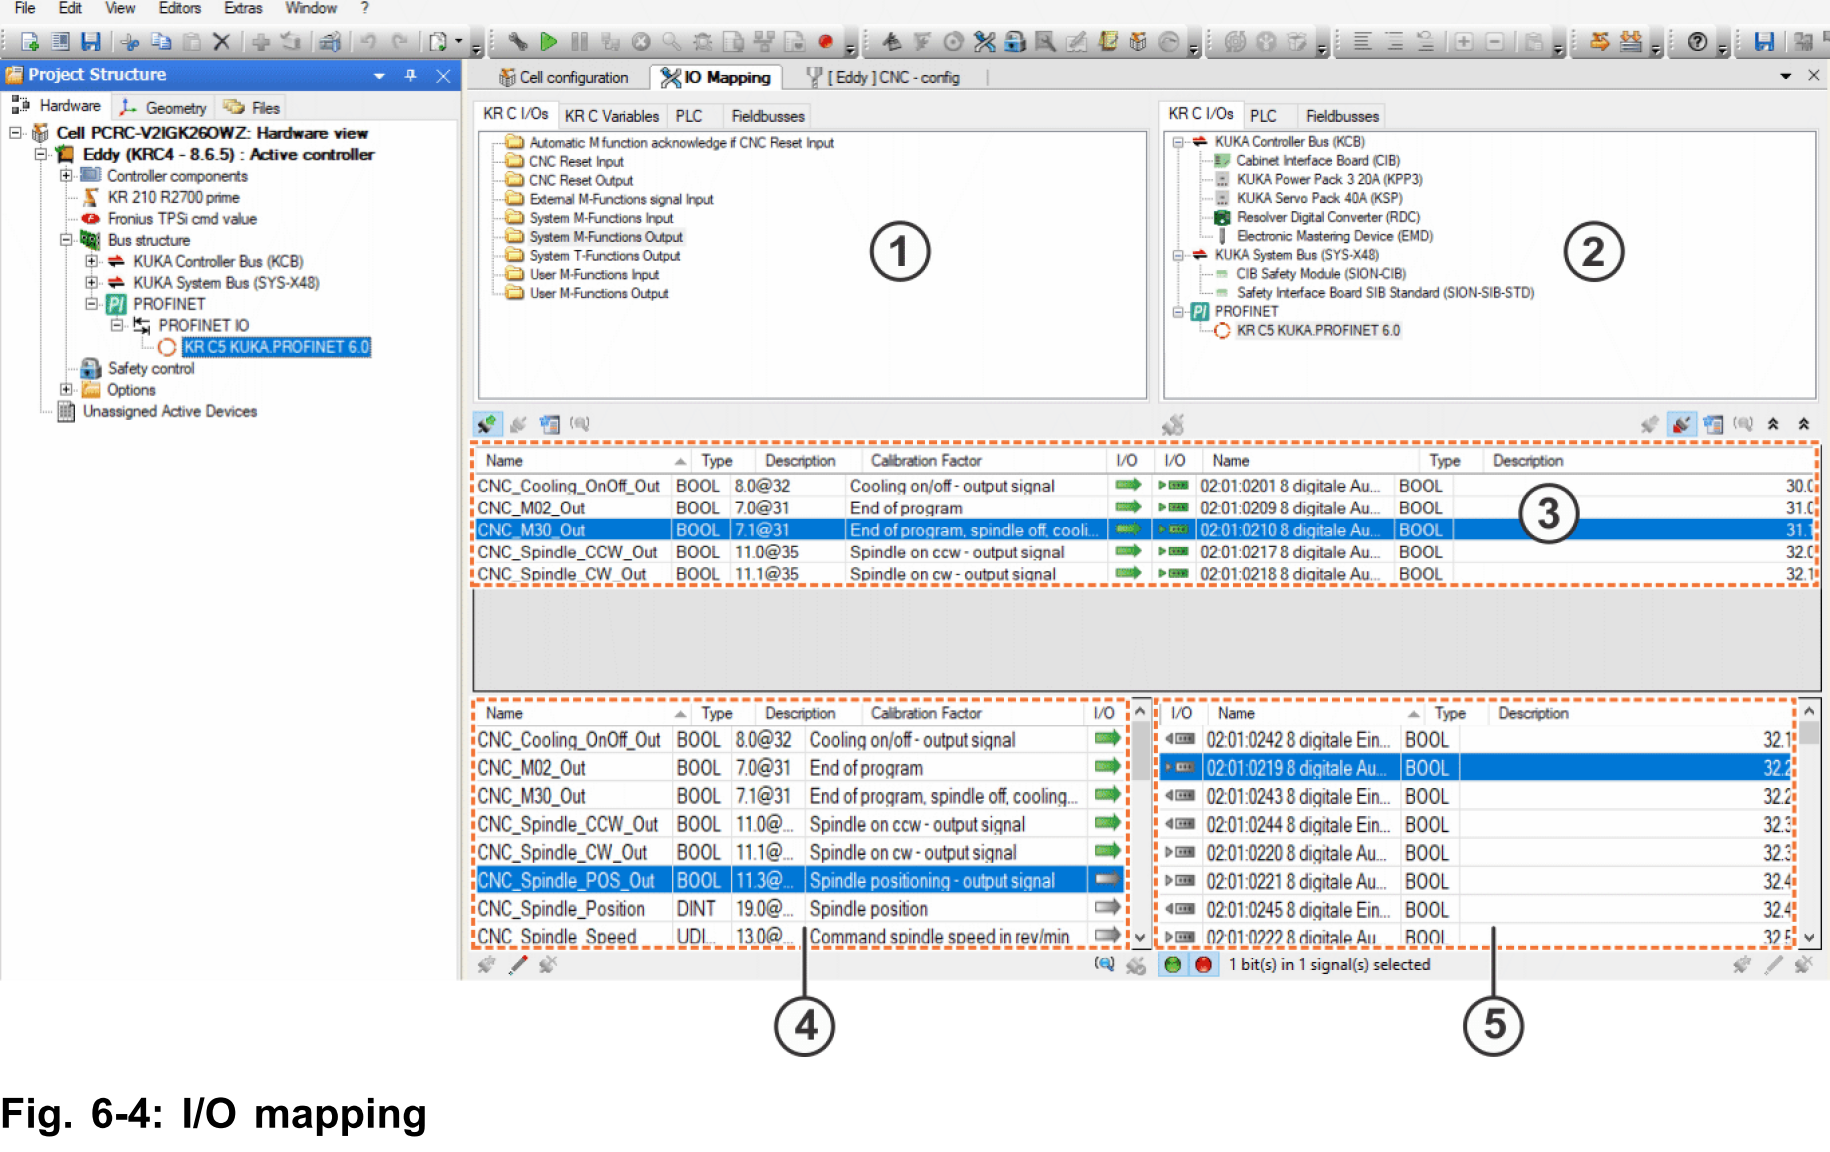 File Edit View Editors Extras Window ?
Project Structure
Cell configuration IO Mapping [ Eddy ] CNC - config
Hardware Geometry Files
Cell PCRC-V2IGK26OWZ: Hardware view
Eddy (KRC4 - 8.6.5) : Active controller
Controller components
KR 210 R2700 prime
Fronius TPSi cmd value
Bus structure
KUKA Controller Bus (KCB)
KUKA System Bus (SYS-X48)
PROFINET
PROFINET IO
KR C5 KUKA.PROFINET 6.0
Safety control
Options
Unassigned Active Devices
KR C I/Os KR C Variables PLC Fieldbusses
Automatic M function acknowledge if CNC Reset Input
CNC Reset Input
CNC Reset Output
External M-Functions signal Input
System M-Functions Input
System M-Functions Output
System T-Functions Output
User M-Functions Input
User M-Functions Output
1
KR C I/Os PLC Fieldbusses
KUKA Controller Bus (KCB)
Cabinet Interface Board (CIB)
KUKA Power Pack 3 20A (KPP3)
KUKA Servo Pack 40A (KSP)
Resolver Digital Converter (RDC)
Electronic Mastering Device (EMD)
KUKA System Bus (SYS-X48)
CIB Safety Module (SION-CIB)
Safety Interface Board SIB Standard (SION-SIB-STD)
PROFINET
KR C5 KUKA.PROFINET 6.0
2
Name Type Description Calibration Factor I/O I/O Name Type Description
CNC_Cooling_OnOff_Out BOOL 8.0@32 Cooling on/off - output signal 02:01:0201 8 digitale Au... BOOL 30.0
CNC_M02_Out BOOL 7.0@31 End of program 02:01:0209 8 digitale Au... BOOL 31.0
CNC_M30_Out BOOL 7.1@31 End of program, spindle off, cooli... 02:01:0210 8 digitale Au... BOOL 31.1
CNC_Spindle_CCW_Out BOOL 11.0@35 Spindle on ccw - output signal 02:01:0217 8 digitale Au... BOOL 32.0
CNC_Spindle_CW_Out BOOL 11.1@35 Spindle on cw - output signal 02:01:0218 8 digitale Au... BOOL 32.1
3
Name Type Description Calibration Factor I/O
CNC_Cooling_OnOff_Out BOOL 8.0@32 Cooling on/off - output signal
CNC_M02_Out BOOL 7.0@31 End of program
CNC_M30_Out BOOL 7.1@31 End of program, spindle off, cooling...
CNC_Spindle_CCW_Out BOOL 11.0@... Spindle on ccw - output signal
CNC_Spindle_CW_Out BOOL 11.1@... Spindle on cw - output signal
CNC_Spindle_POS_Out BOOL 11.3@... Spindle positioning - output signal
CNC_Spindle_Position DINT 19.0@... Spindle position
CNC_Spindle_Speed UDI... 13.0@... Command spindle speed in rev/min
I/O Name Type Description
02:01:0242 8 digitale Ein... BOOL 32.1
02:01:0219 8 digitale Au... BOOL 32.2
02:01:0243 8 digitale Ein... BOOL 32.2
02:01:0244 8 digitale Ein... BOOL 32.3
02:01:0220 8 digitale Au... BOOL 32.3
02:01:0221 8 digitale Au... BOOL 32.4
02:01:0245 8 digitale Ein... BOOL 32.4
02:01:0222 8 digitale Au BOOL 32.5
1 bit(s) in 1 signal(s) selected
4
5
Fig. 6-4: I/O mapping